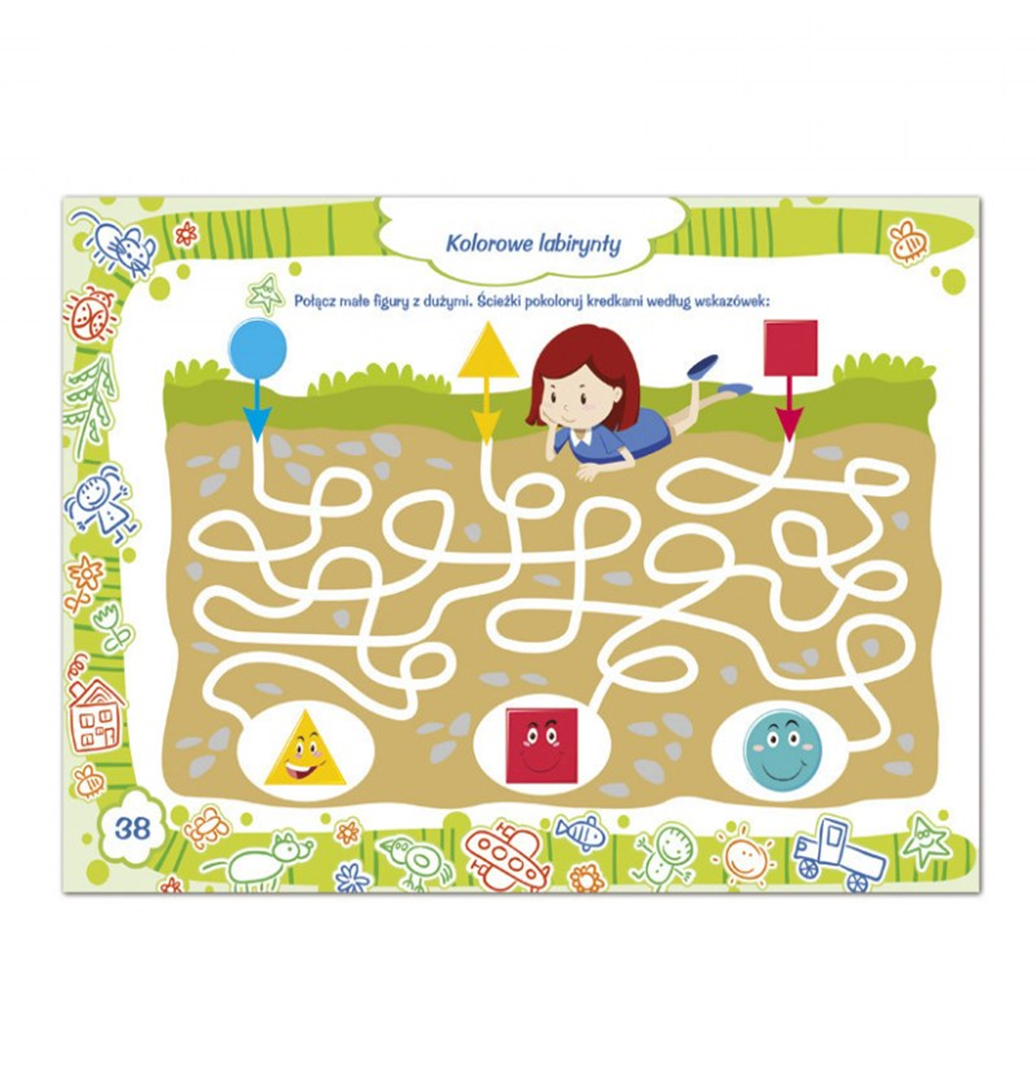 Kolorowe labirynty
Połącz małe figury z dużymi. Ścieżki pokoloruj kredkami według wskazówek:
38